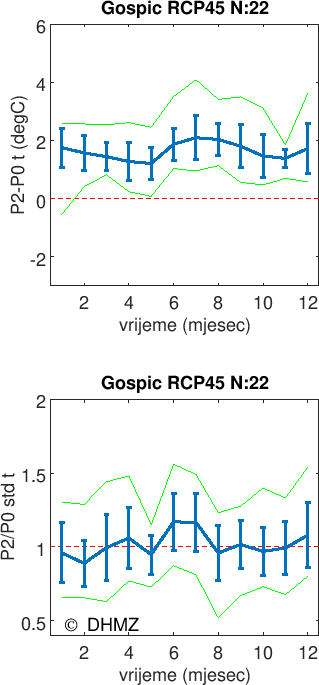 Gospic RCP45 N:22
6
4
2
0
-2
P2-P0 t (degC)
2 4 6 8 10 12
vrijeme (mjesec)
Gospic RCP45 N:22
2
1.5
1
0.5
P2/P0 std t
© DHMZ
2 4 6 8 10 12
vrijeme (mjesec)